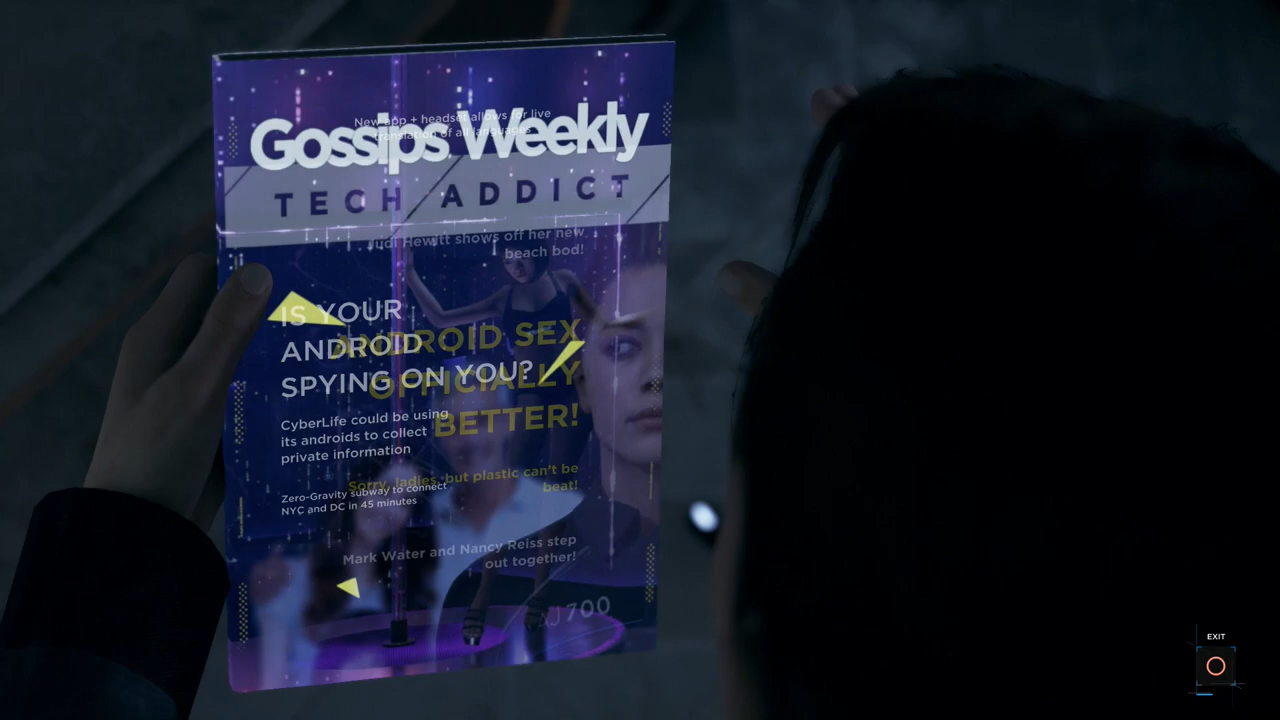 New app + headset allows for live
translation of all languages
Gossips Weekly
TECH ADDICT
Judi Hewitt shows off her new
beach bod!
IS YOUR
ANDROID
SPYING ON YOU?
ANDROID SEX
OFFICIALLY
BETTER!
CyberLife could be using
its androids to collect
private information
Sorry, ladies, but plastic can't be
beat!
Zero-Gravity subway to connect
NYC and DC in 45 minutes
Mark Water and Nancy Reiss step
out together!
AJ700
EXIT